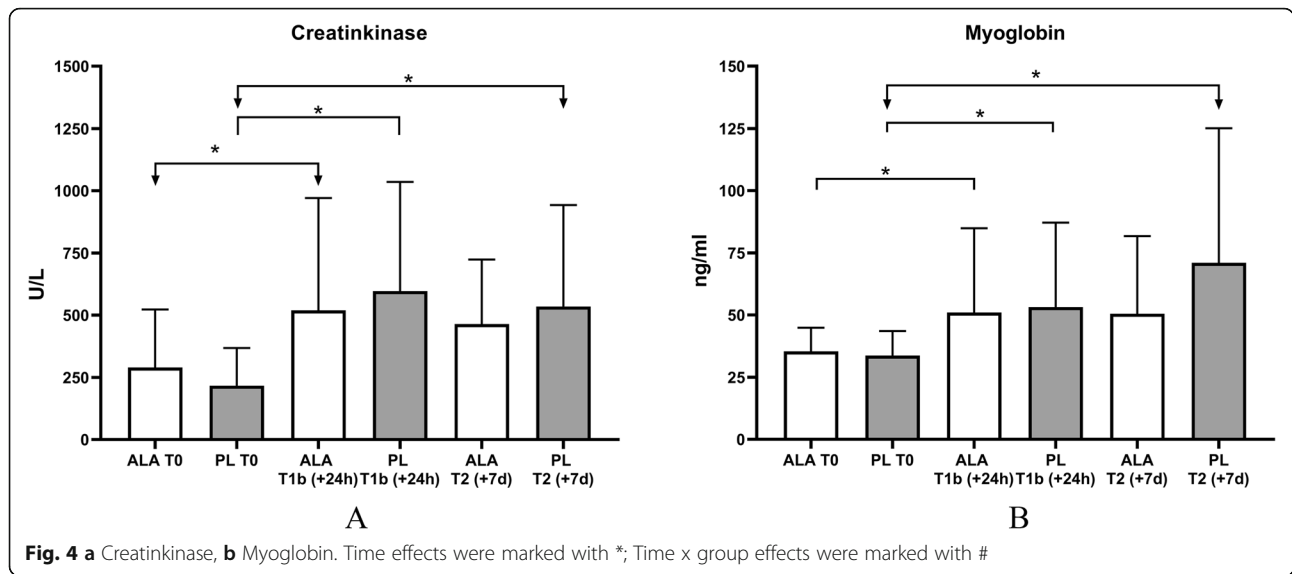 Creatinkinase
1500
1250
1000
750
500
250
0
U/L
*
*
*
ALA T0
PL T0
ALA
T1b (+24h)
PL
T1b (+24h)
ALA
T2 (+7d)
PL
T2 (+7d)
A
Myoglobin
150
125
100
75
50
25
0
ng/ml
*
*
*
ALA T0
PL T0
ALA
T1b (+24h)
PL
T1b (+24h)
ALA
T2 (+7d)
PL
T2 (+7d)
B
Fig. 4 a Creatinkinase, b Myoglobin. Time effects were marked with *; Time x group effects were marked with #